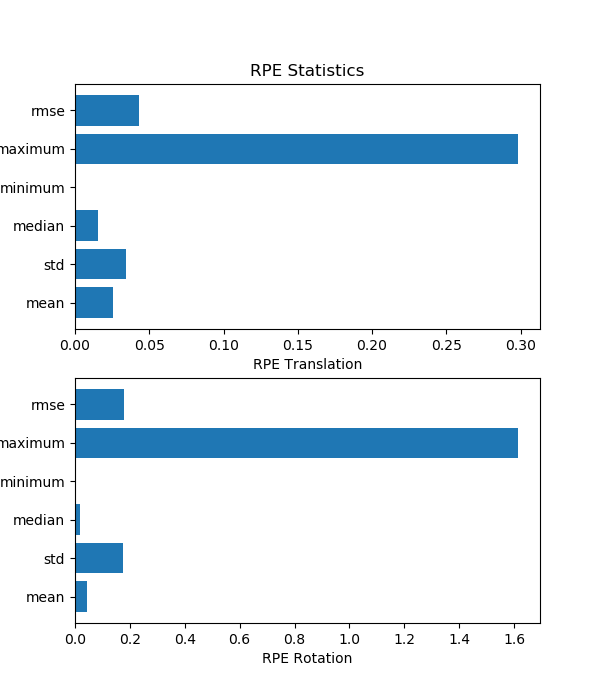 RPE Statistics
rmse
maximum
minimum
median
std
mean
0.00 0.05 0.10 0.15 0.20 0.25 0.30
RPE Translation
rmse
maximum
minimum
median
std
mean
0.0 0.2 0.4 0.6 0.8 1.0 1.2 1.4 1.6
RPE Rotation